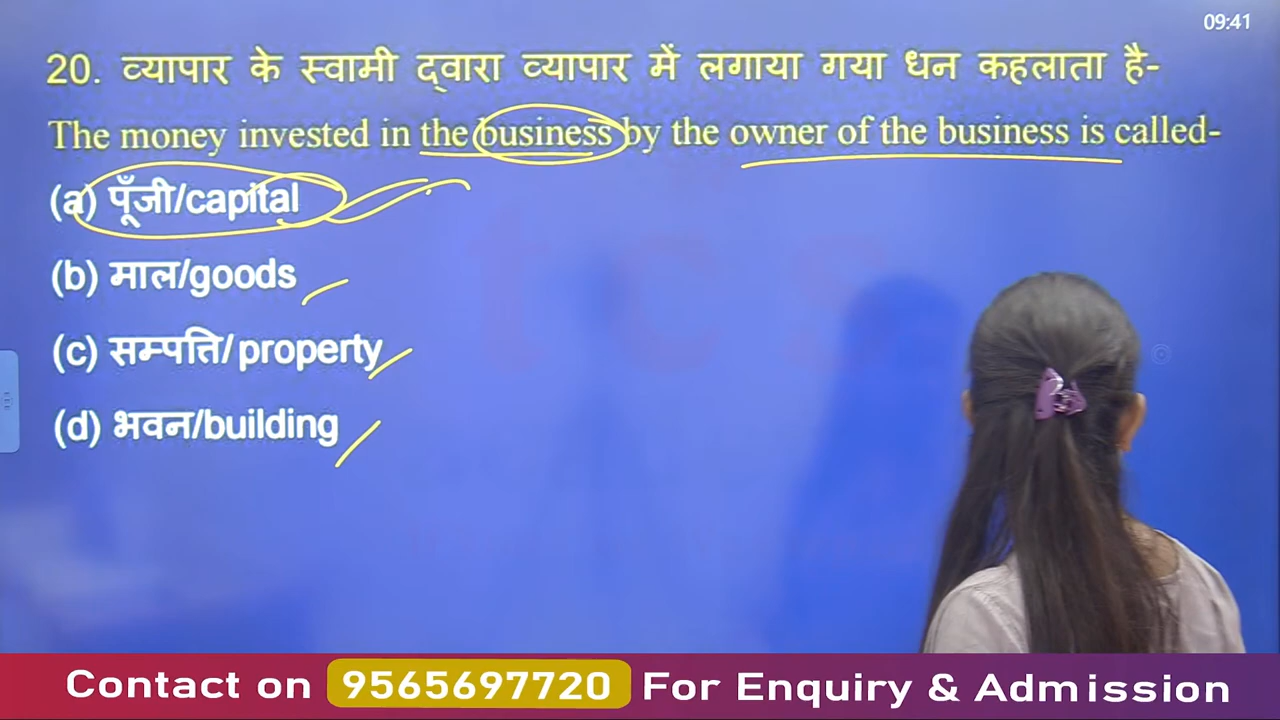 09:41
20. व्यापार के स्वामी द्वारा व्यापार में लगाया गया धन कहलाता है-
The money invested in the business by the owner of the business is called-
(a) पूँजी/capital
(b) माल/goods
(c) सम्पत्ति/property
(d) भवन/building
Contact on 9565697720 For Enquiry & Admission